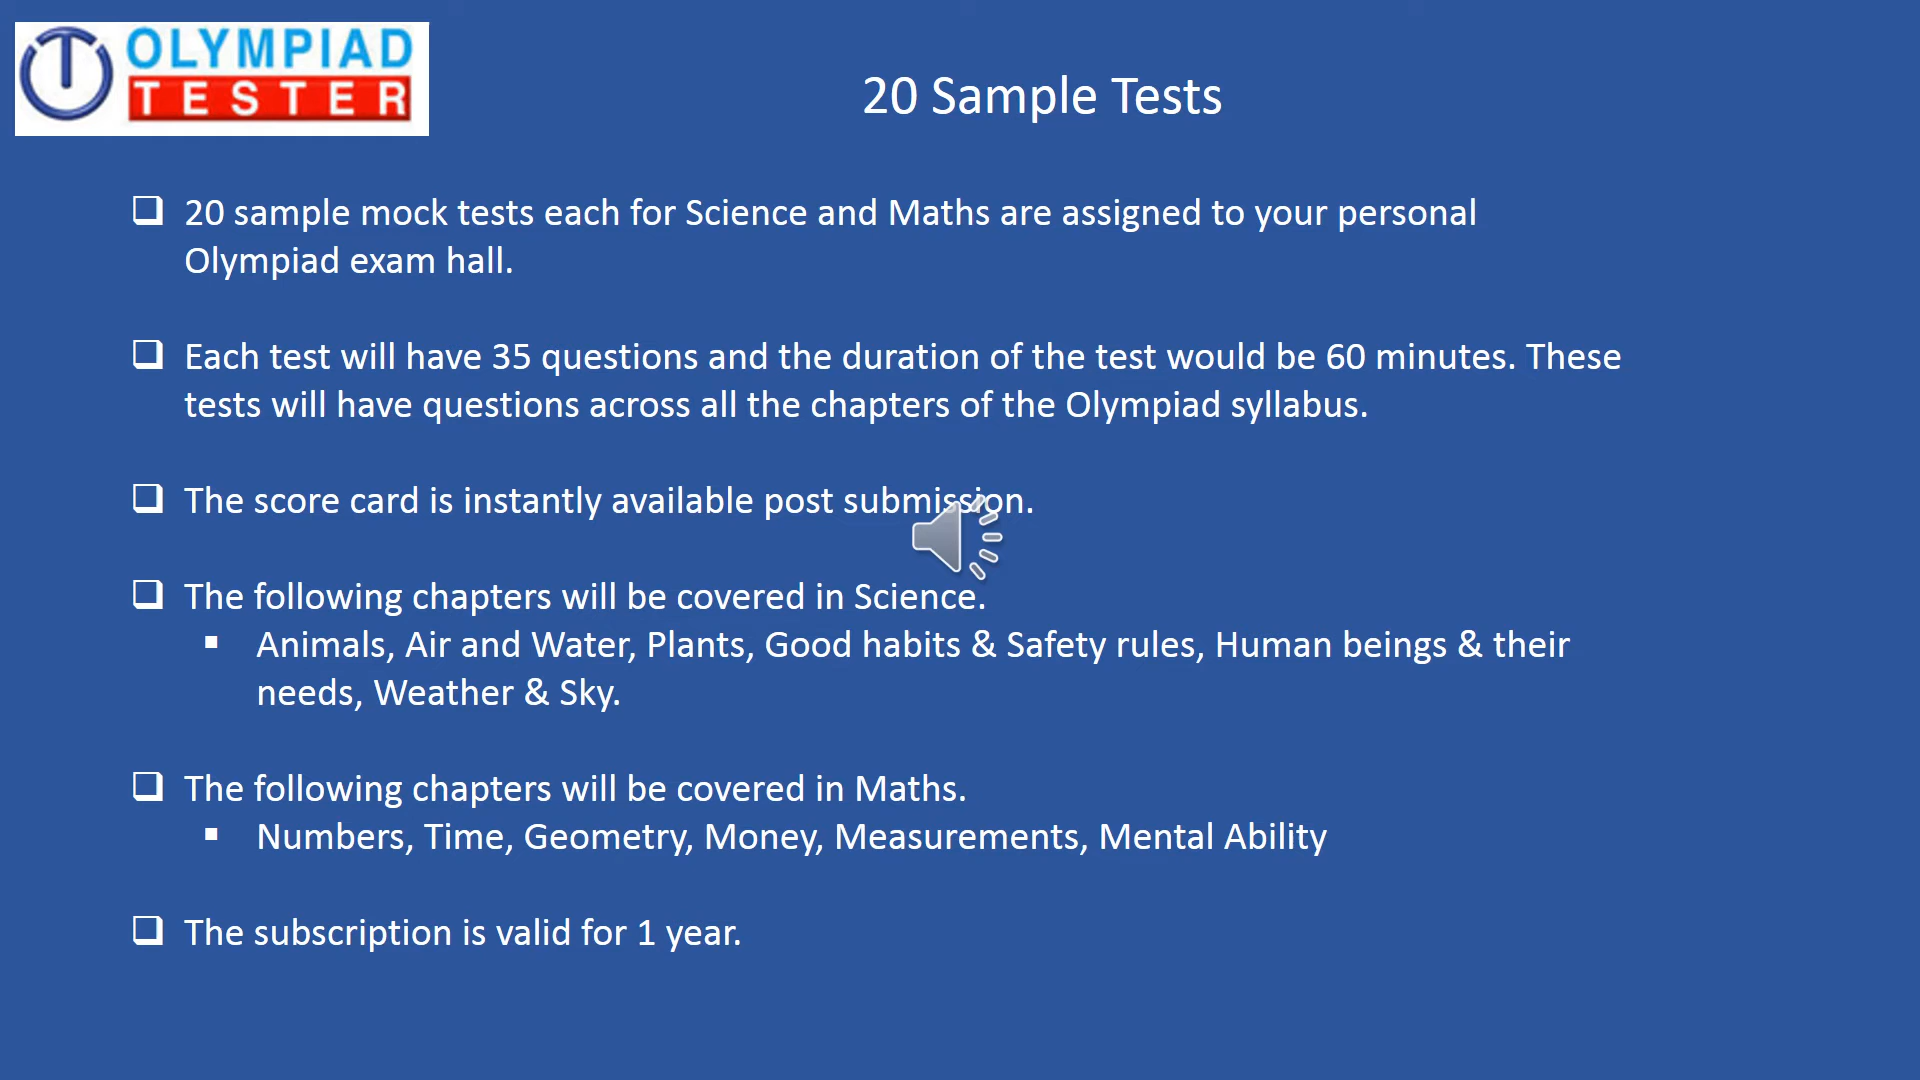 OLYMPIAD
TESTER
20 Sample Tests
20 sample mock tests each for Science and Maths are assigned to your personal
Olympiad exam hall.
Each test will have 35 questions and the duration of the test would be 60 minutes. These
tests will have questions across all the chapters of the Olympiad syllabus.
The score card is instantly available post submission.
The following chapters will be covered in Science.
Animals, Air and Water, Plants, Good habits & Safety rules, Human beings & their
needs, Weather & Sky.
The following chapters will be covered in Maths.
Numbers, Time, Geometry, Money, Measurements, Mental Ability
The subscription is valid for 1 year.